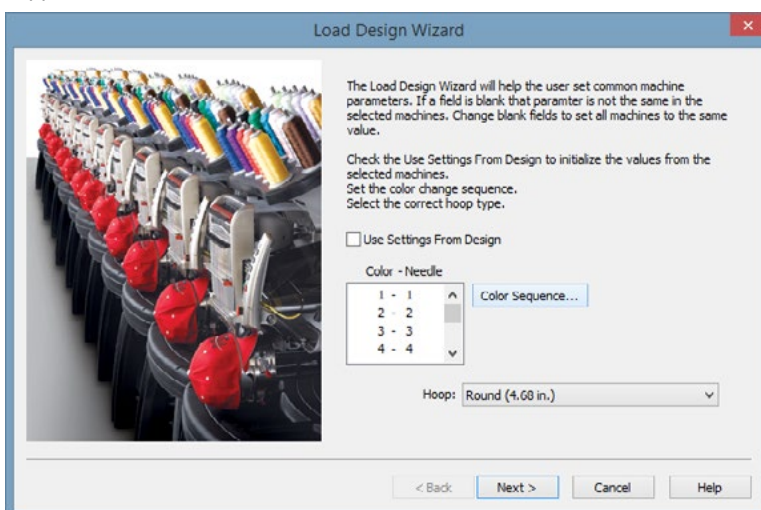 Load Design Wizard
The Load Design Wizard will help the user set common machine
parameters. If a field is blank that paramter is not the same in the
selected machines. Change blank fields to set all machines to the same
value.
Check the Use Settings From Design to initialize the values from the
selected machines.
Set the color change sequence.
Select the correct hoop type.
Use Settings From Design
Color - Needle
1 - 1
2 - 2
3 - 3
4 - 4
Color Sequence...
Hoop: Round (4.68 in.)
< Back Next > Cancel Help